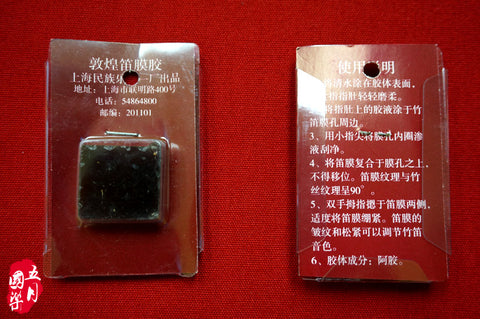 敦煌笛膜胶
上海民族乐 一厂出品
地址：上海市联明路400号
电话：54864800
邮编：201101
使用 明
清水涂在胶体表面，
指指肚轻轻磨柔。
将指肚上的胶液涂于竹
笛膜孔周边。
3、用小指尖将膜孔内圈渗
液刮净。
4、将笛膜复合于膜孔之上，
不得移位。笛膜纹理与竹
丝纹理呈90°。
5、双手拇指摁于笛膜两侧，
适度将笛膜绷紧。笛膜的
皱纹和松紧可以调节竹笛
音色。
6、胶体成分：阿胶。
五月
國樂